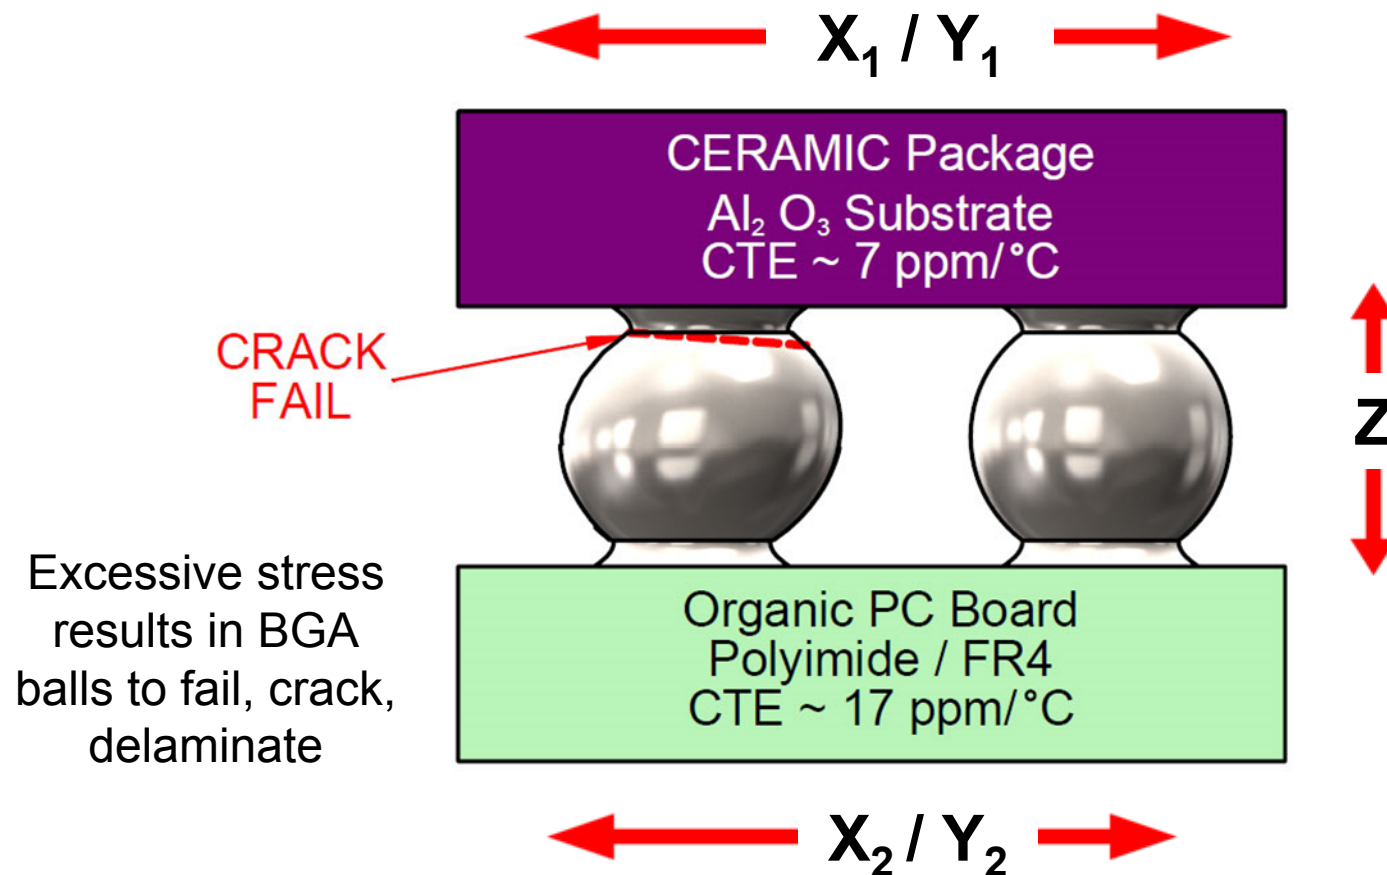 X₁ / Y₁
CERAMIC Package
Al₂ O₃ Substrate
CTE ~ 7 ppm/°C
CRACK
FAIL
Z
Excessive stress
results in BGA
balls to fail, crack,
delaminate
Organic PC Board
Polyimide / FR4
CTE ~ 17 ppm/°C
X₂ / Y₂